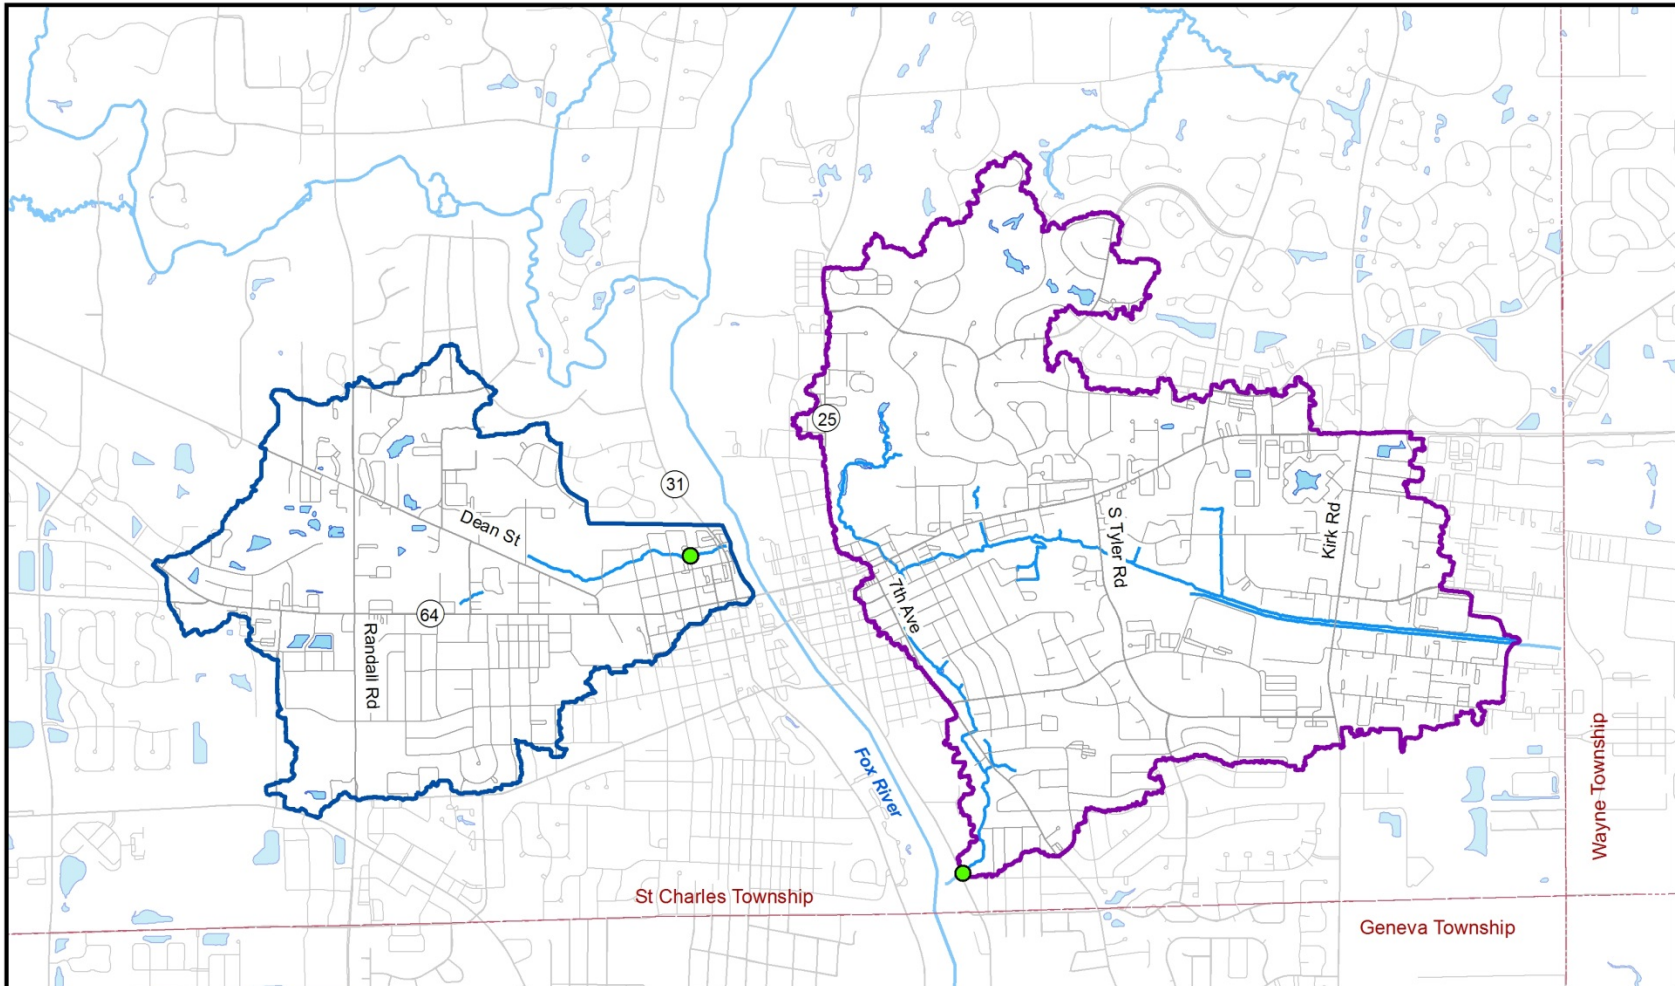 25
31
Dean St
S Tyler Rd
Kirk Rd
7th Ave
64
Randall Rd
Fox River
Wayne Township
St Charles Township
Geneva Township